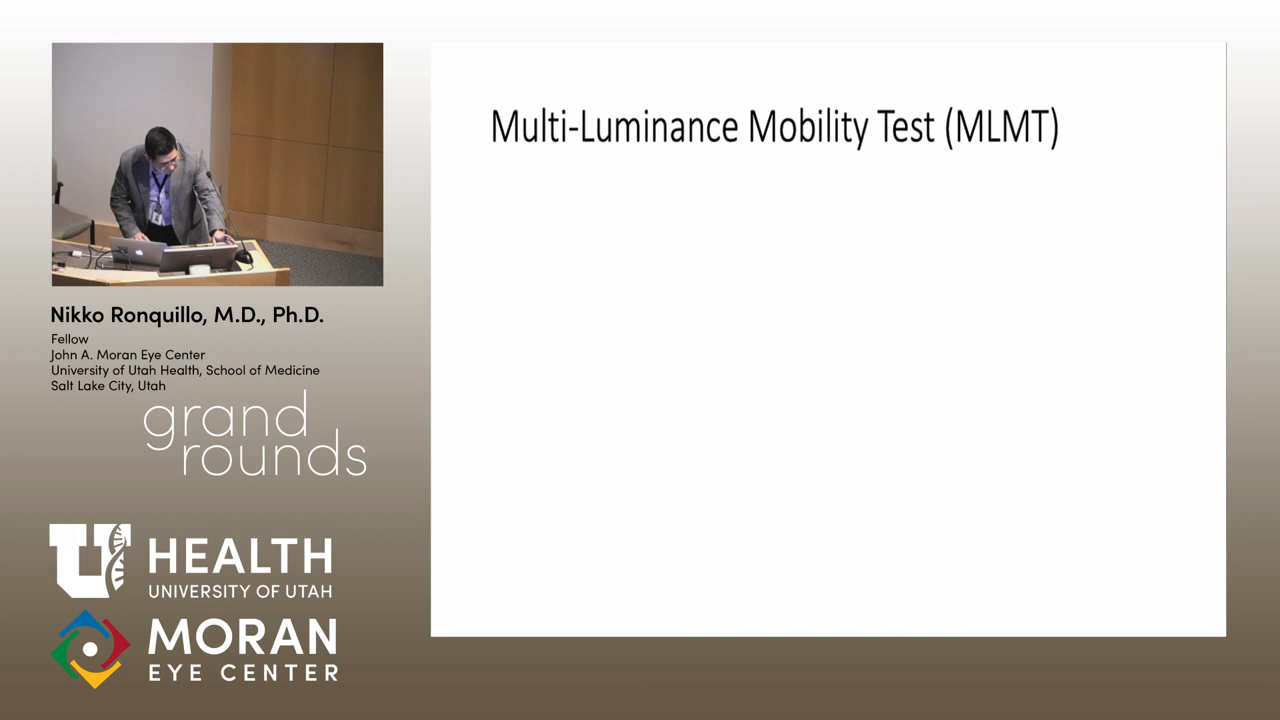 Multi-Luminance Mobility Test (MLMT)
Nikko Ronquillo, M.D., Ph.D.
Fellow
John A. Moran Eye Center
University of Utah Health, School of Medicine
Salt Lake City, Utah
grand
rounds
U HEALTH
UNIVERSITY OF UTAH
MORAN
EYE CENTER